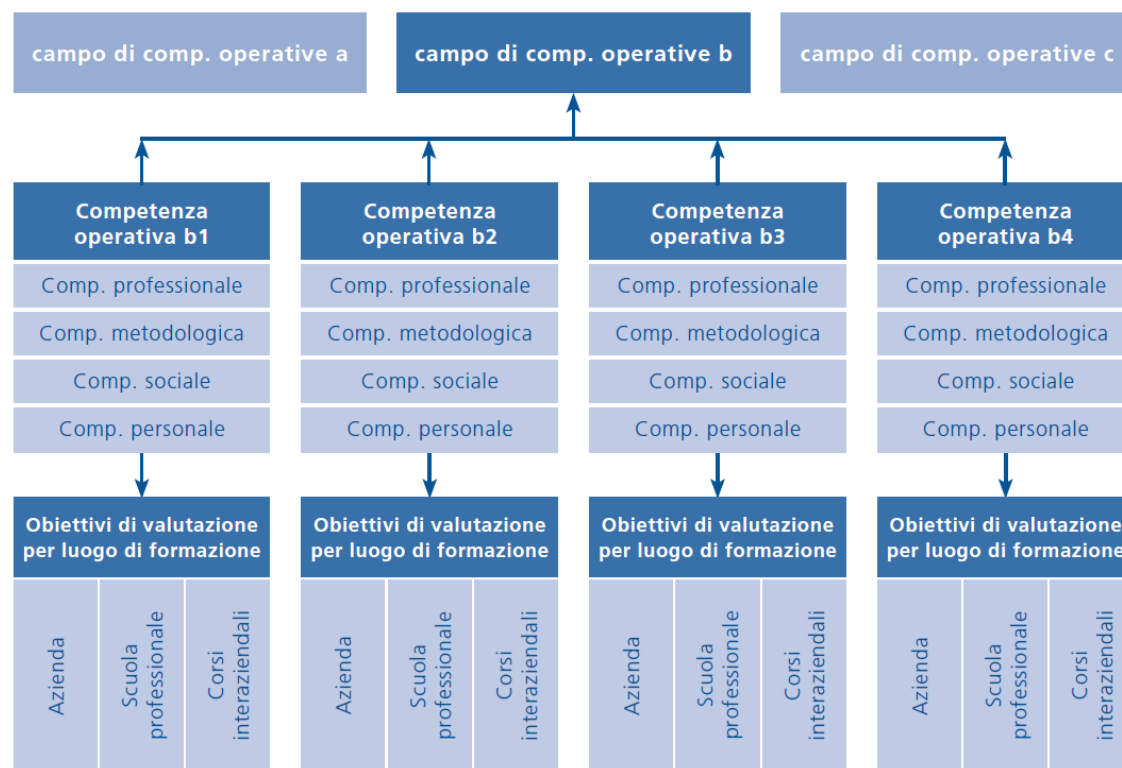 campo di comp. operative a
campo di comp. operative b
campo di comp. operative c
Competenza
operativa b1
Comp. professionale
Comp. metodologica
Comp. sociale
Comp. personale
Obiettivi di valutazione
per luogo di formazione
Azienda
Scuola
professionale
Corsi
interaziendali
Competenza
operativa b2
Comp. professionale
Comp. metodologica
Comp. sociale
Comp. personale
Obiettivi di valutazione
per luogo di formazione
Azienda
Scuola
professionale
Corsi
interaziendali
Competenza
operativa b3
Comp. professionale
Comp. metodologica
Comp. sociale
Comp. personale
Obiettivi di valutazione
per luogo di formazione
Azienda
Scuola
professionale
Corsi
interaziendali
Competenza
operativa b4
Comp. professionale
Comp. metodologica
Comp. sociale
Comp. personale
Obiettivi di valutazione
per luogo di formazione
Azienda
Scuola
professionale
Corsi
interaziendali